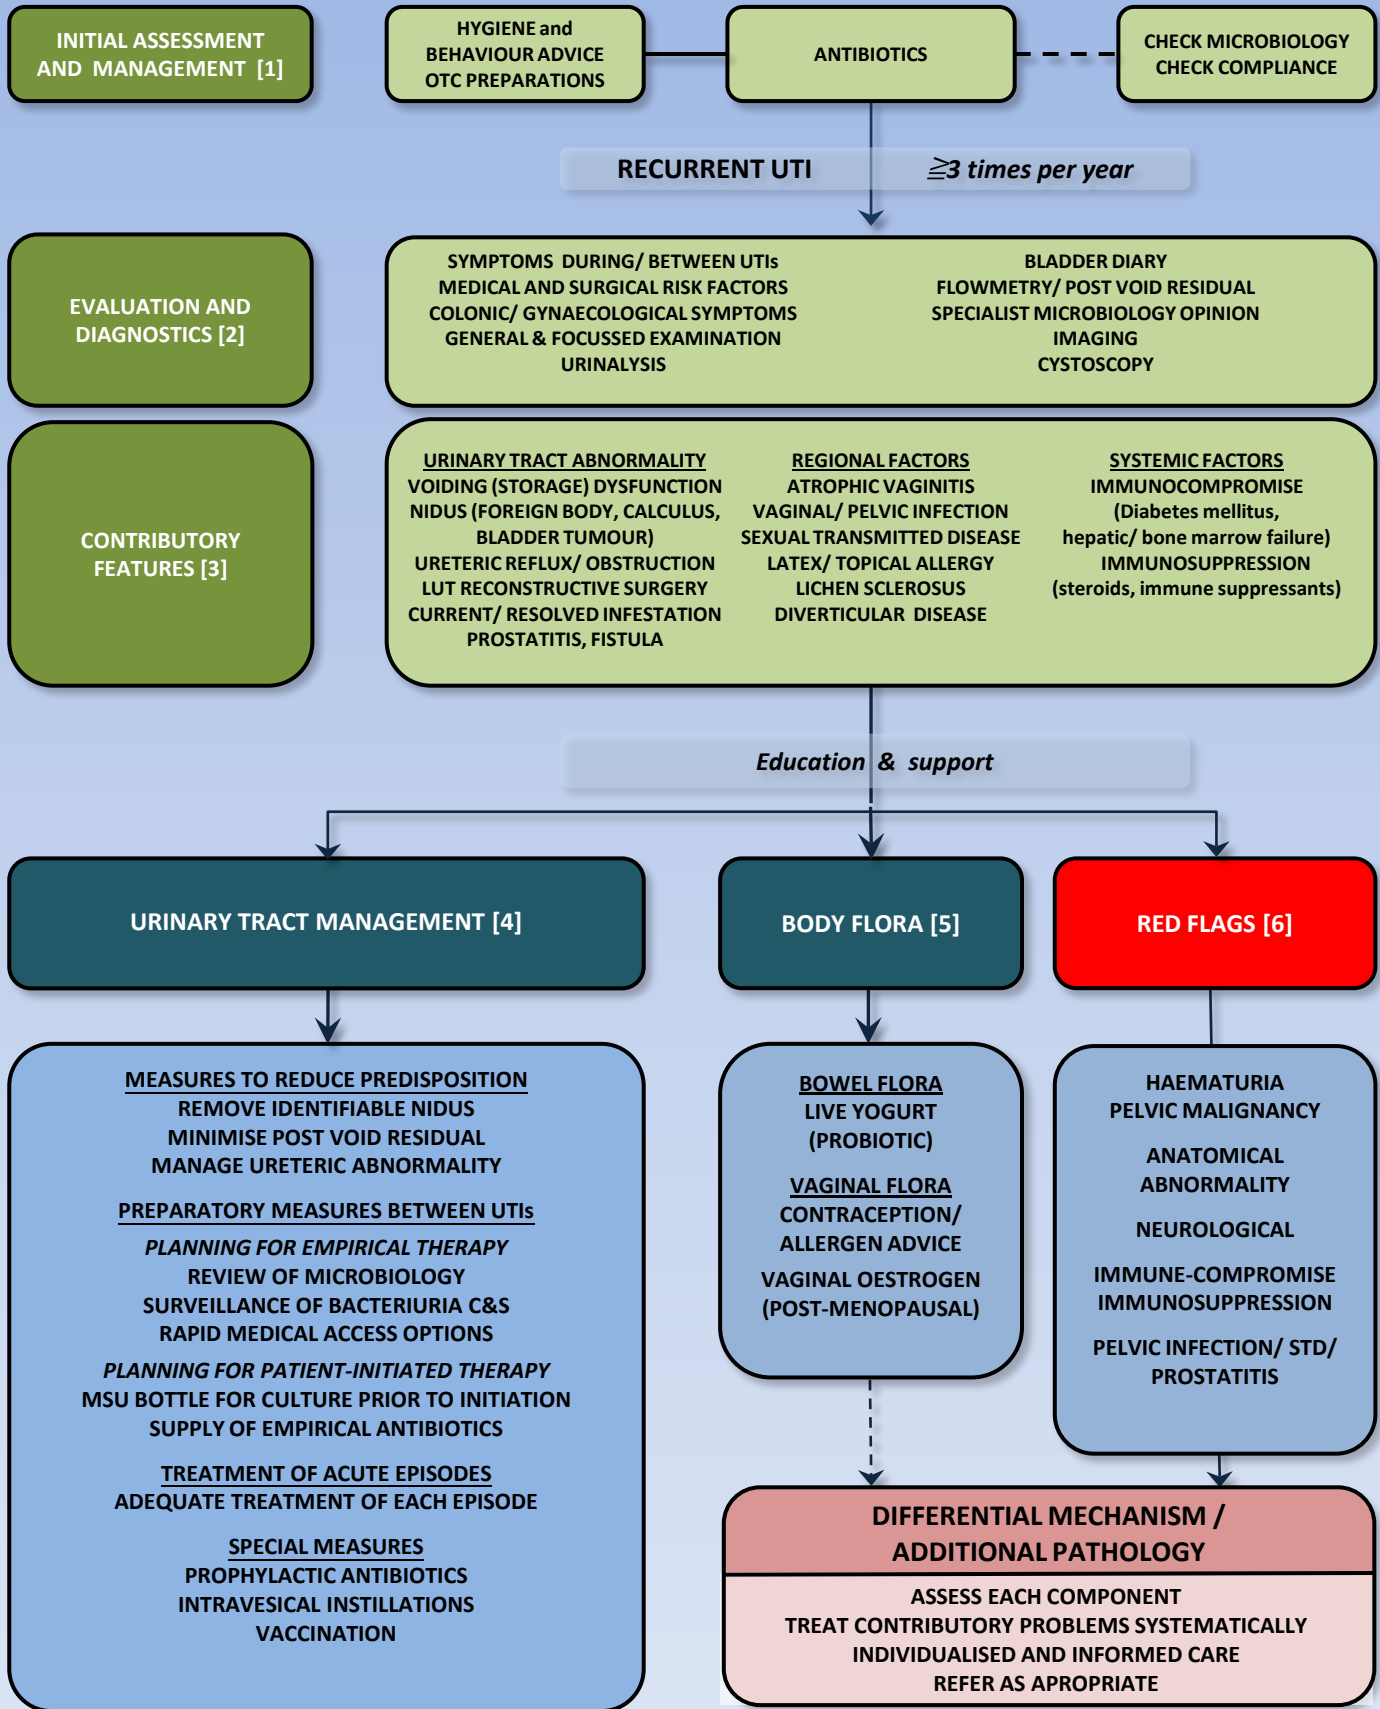 INITIAL ASSESSMENT
AND MANAGEMENT [1]
HYGIENE and
BEHAVIOUR ADVICE
OTC PREPARATIONS
ANTIBIOTICS
CHECK MICROBIOLOGY
CHECK COMPLIANCE
RECURRENT UTI ≧3 times per year
EVALUATION AND
DIAGNOSTICS [2]
SYMPTOMS DURING/ BETWEEN UTIs
MEDICAL AND SURGICAL RISK FACTORS
COLONIC/ GYNAECOLOGICAL SYMPTOMS
GENERAL & FOCUSSED EXAMINATION
URINALYSIS
BLADDER DIARY
FLOWMETRY/ POST VOID RESIDUAL
SPECIALIST MICROBIOLOGY OPINION
IMAGING
CYSTOSCOPY
CONTRIBUTORY
FEATURES [3]
URINARY TRACT ABNORMALITY
VOIDING (STORAGE) DYSFUNCTION
NIDUS (FOREIGN BODY, CALCULUS,
BLADDER TUMOUR)
URETERIC REFLUX/ OBSTRUCTION
LUT RECONSTRUCTIVE SURGERY
CURRENT/ RESOLVED INFESTATION
PROSTATITIS, FISTULA
REGIONAL FACTORS
ATROPHIC VAGINITIS
VAGINAL/ PELVIC INFECTION
SEXUAL TRANSMITTED DISEASE
LATEX/ TOPICAL ALLERGY
LICHEN SCLEROSUS
DIVERTICULAR DISEASE
SYSTEMIC FACTORS
IMMUNOCOMPROMISE
(Diabetes mellitus,
hepatic/ bone marrow failure)
IMMUNOSUPPRESSION
(steroids, immune suppressants)
Education & support
URINARY TRACT MANAGEMENT [4]
BODY FLORA [5]
RED FLAGS [6]
MEASURES TO REDUCE PREDISPOSITION
REMOVE IDENTIFIABLE NIDUS
MINIMISE POST VOID RESIDUAL
MANAGE URETERIC ABNORMALITY
PREPARATORY MEASURES BETWEEN UTIs
PLANNING FOR EMPIRICAL THERAPY
REVIEW OF MICROBIOLOGY
SURVEILLANCE OF BACTERIURIA C&S
RAPID MEDICAL ACCESS OPTIONS
PLANNING FOR PATIENT-INITIATED THERAPY
MSU BOTTLE FOR CULTURE PRIOR TO INITIATION
SUPPLY OF EMPIRICAL ANTIBIOTICS
TREATMENT OF ACUTE EPISODES
ADEQUATE TREATMENT OF EACH EPISODE
SPECIAL MEASURES
PROPHYLACTIC ANTIBIOTICS
INTRAVESICAL INSTILLATIONS
VACCINATION
BOWEL FLORA
LIVE YOGURT
(PROBIOTIC)
VAGINAL FLORA
CONTRACEPTION/
ALLERGEN ADVICE
VAGINAL OESTROGEN
(POST-MENOPAUSAL)
HAEMATURIA
PELVIC MALIGNANCY
ANATOMICAL
ABNORMALITY
NEUROLOGICAL
IMMUNE-COMPROMISE
IMMUNOSUPPRESSION
PELVIC INFECTION/ STD/
PROSTATITIS
DIFFERENTIAL MECHANISM /
ADDITIONAL PATHOLOGY
ASSESS EACH COMPONENT
TREAT CONTRIBUTORY PROBLEMS SYSTEMATICALLY
INDIVIDUALISED AND INFORMED CARE
REFER AS APROPRIATE